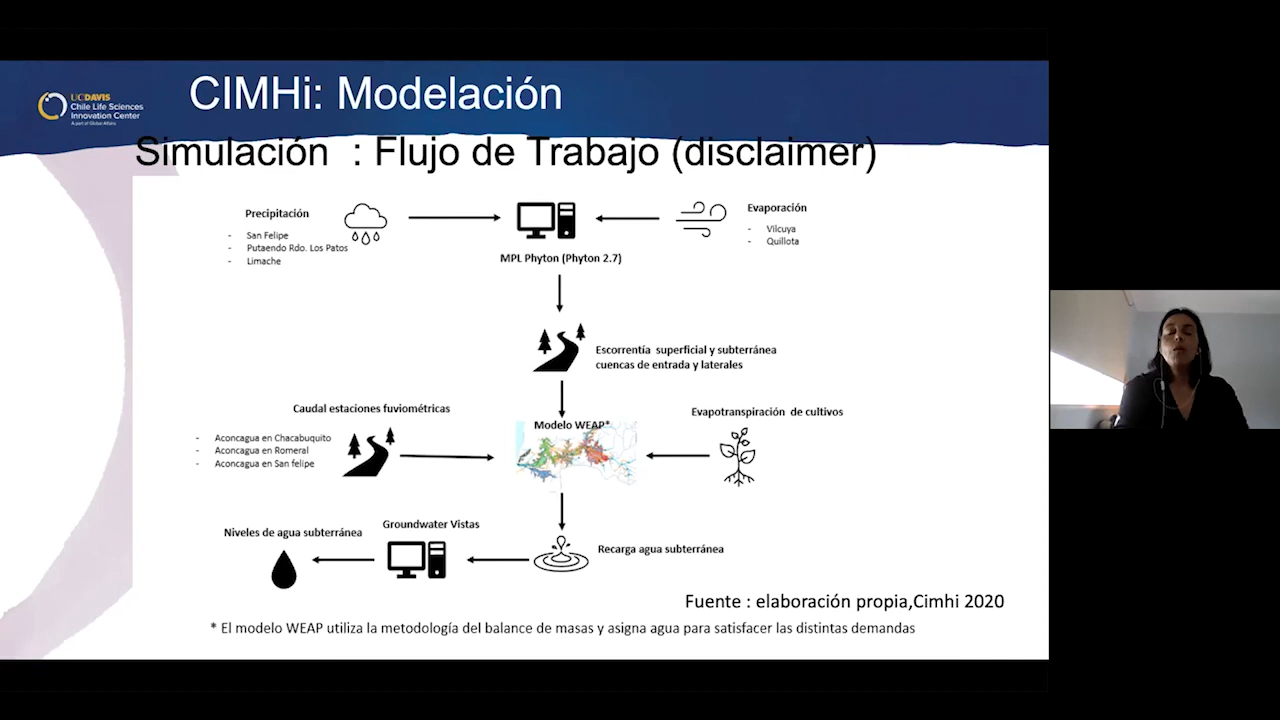 UCDAVIS
Chile Life Sciences
Innovation Center
A part of Global Affairs
CIMHi: Modelación
Simulación : Flujo de Trabajo (disclaimer)
Precipitación
- San Felipe
- Putaendo Rdo. Los Patos
- Limache
MPL Phyton (Phyton 2.7)
Evaporación
- Vilcuya
- Quillota
Escorrentía superficial y subterránea
cuencas de entrada y laterales
Caudal estaciones fuviométricas
- Aconcagua en Chacabuquito
- Aconcagua en Romeral
- Aconcagua en San felipe
Modelo WEAP*
Evapotranspiración de cultivos
Niveles de agua subterránea
Groundwater Vistas
Recarga agua subterránea
Fuente : elaboración propia,Cimhi 2020
* El modelo WEAP utiliza la metodología del balance de masas y asigna agua para satisfacer las distintas demandas